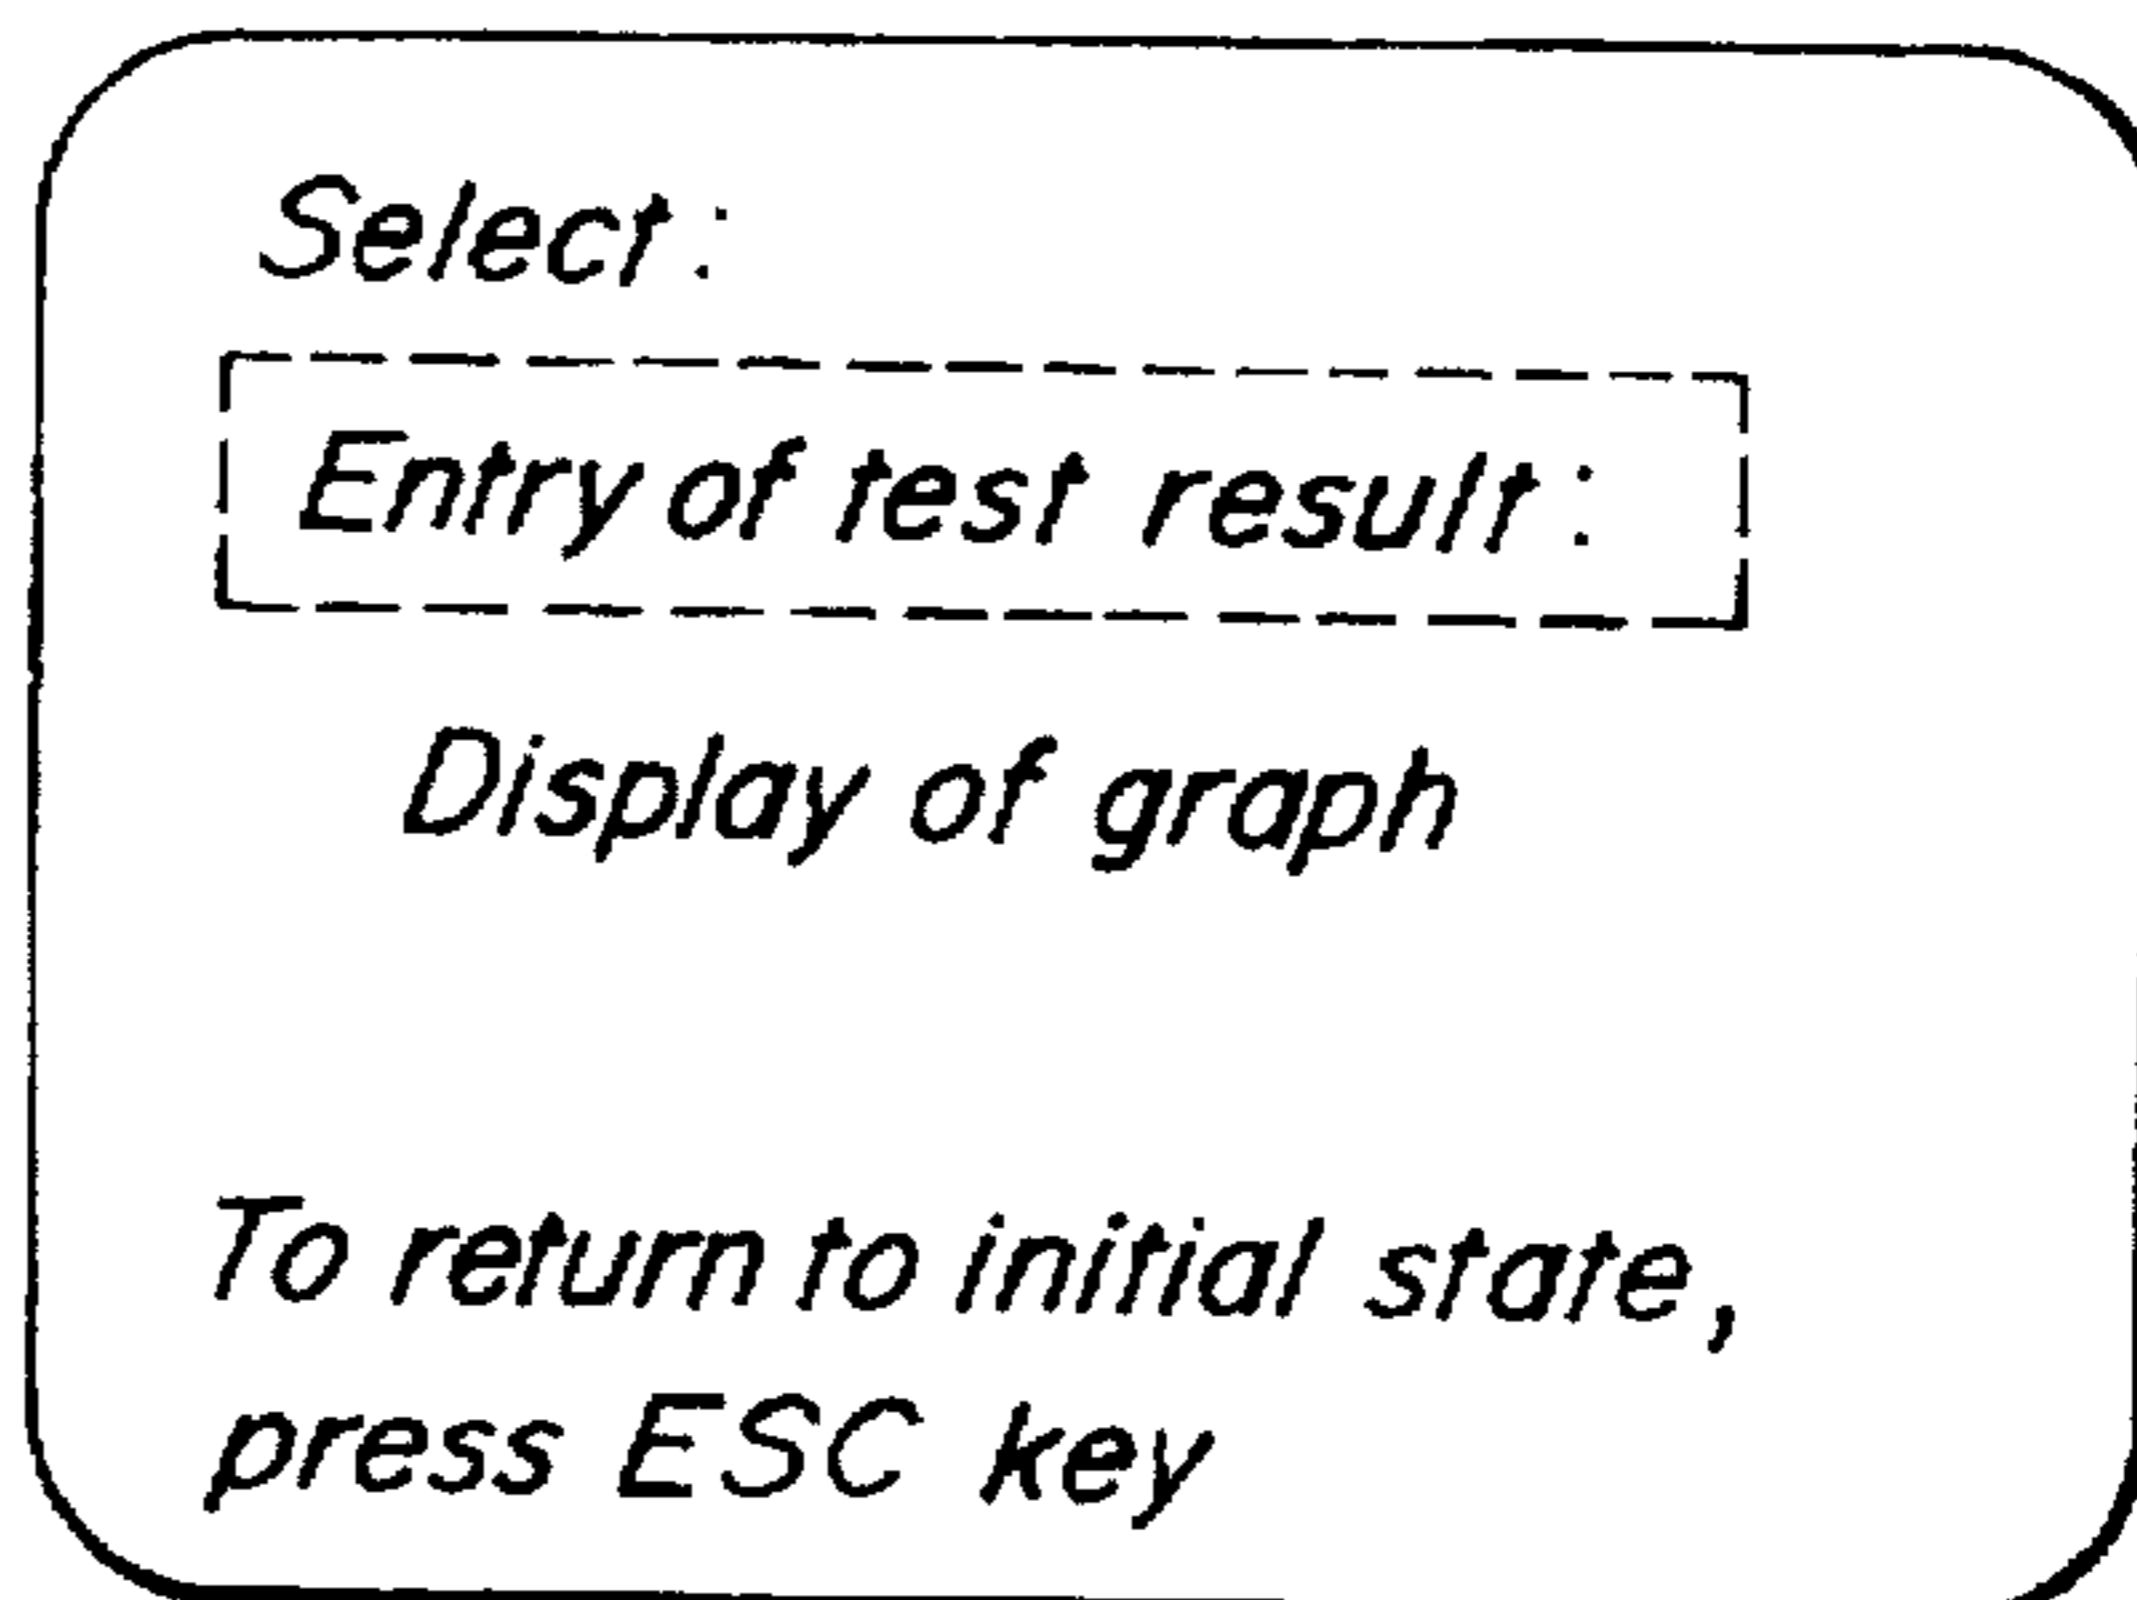 Select:
Entry of test result:
Display of graph
To return to initial state,
press ESC key